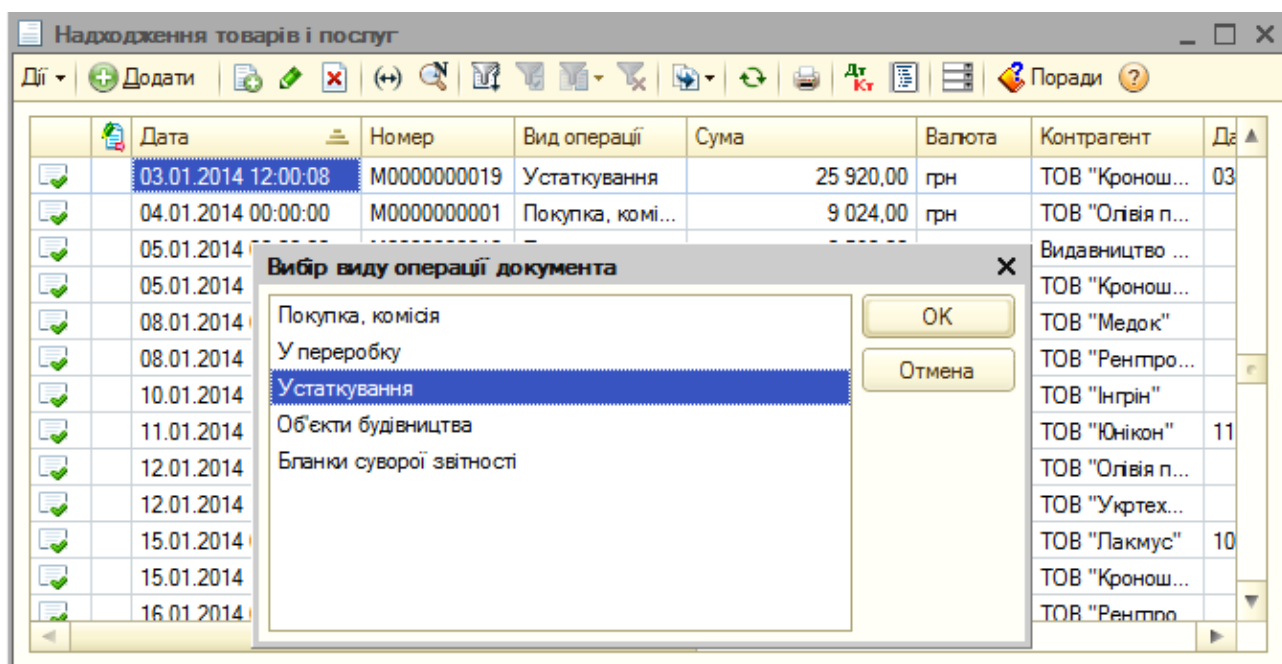 Надходження товарів і послуг
Дії Додати Дт Кт Поради ?
Дата Номер Вид операції Сума Валюта Контрагент Да
03.01.2014 12:00:08 М0000000019 Устаткування 25 920,00 грн ТОВ "Кронош... 03
04.01.2014 00:00:00 М0000000001 Покупка, комі... 9 024,00 грн ТОВ "Олівія п...
05.01.2014 Видавництво ...
Вибір виду операції документа
05.01.2014 ТОВ "Кронош...
Покупка, комісія ОК
08.01.2014 ТОВ "Медок"
У переробку
08.01.2014 ТОВ "Ренгпро...
Отмена
Устаткування
10.01.2014 ТОВ "Інгрін"
Об'єкти будівництва
11.01.2014 ТОВ "Юнікон" 11
Бланки суворої звітності
12.01.2014 ТОВ "Олівія п...
12.01.2014 ТОВ "Укртех...
15.01.2014 ТОВ "Лакмус" 10
15.01.2014 ТОВ "Кронош...
16.01.2014 ТОВ "Ренгпро